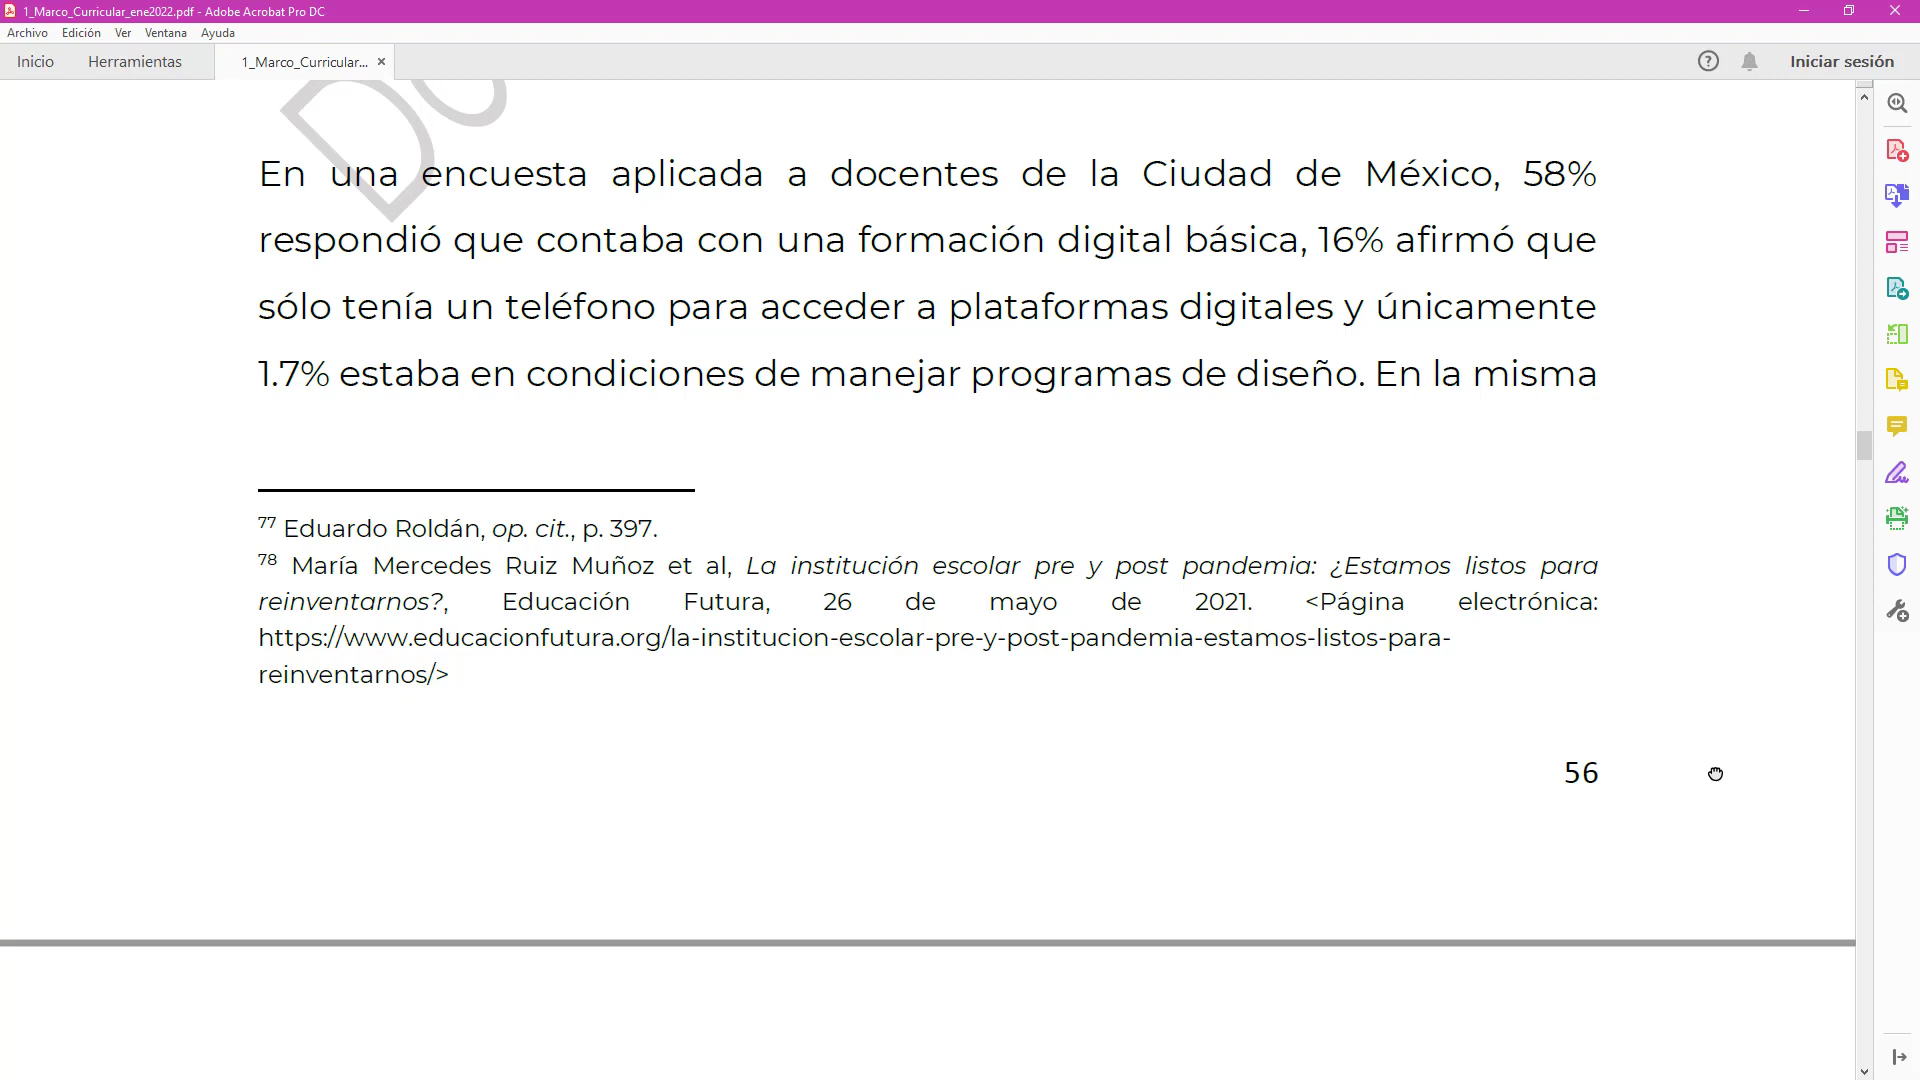 1_Marco_Curricular_ene2022.pdf - Adobe Acrobat Pro DC
Archivo Edición Ver Ventana Ayuda
Inicio Herramientas 1_Marco_Curricular... × Iniciar sesión
Do
En una encuesta aplicada a docentes de la Ciudad de México, 58%
respondió que contaba con una formación digital básica, 16% afirmó que
sólo tenía un teléfono para acceder a plataformas digitales y únicamente
1.7% estaba en condiciones de manejar programas de diseño. En la misma
77 Eduardo Roldán, op. cit., p. 397.
78 María Mercedes Ruiz Muñoz et al, La institución escolar pre y post pandemia: ¿Estamos listos para
reinventarnos?, Educación Futura, 26 de mayo de 2021. <Página electrónica:
https://www.educacionfutura.org/la-institucion-escolar-pre-y-post-pandemia-estamos-listos-para-
reinventarnos/>
56